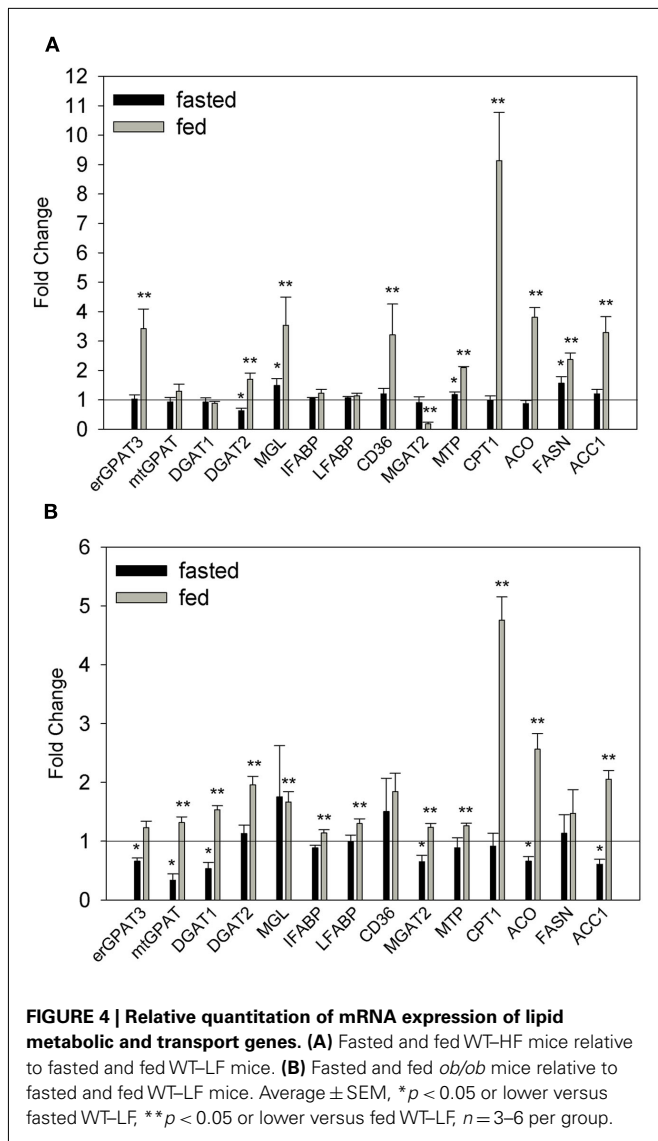 A
12
11
10
9
8
7
6
5
4
3
2
1
0
Fold Change
fasted
fed
**
*
**
*
**
**
**
*
**
**
**
*
**
**
erGPAT3
mtGPAT
DGAT1
DGAT2
MGL
IFABP
LFABP
CD36
MGAT2
MTP
CPT1
ACO
FASN
ACC1
B
6
5
4
3
2
1
0
Fold Change
fasted
fed
*
*
**
*
**
**
**
**
**
*
**
**
**
*
**
*
**
erGPAT3
mtGPAT
DGAT1
DGAT2
MGL
IFABP
LFABP
CD36
MGAT2
MTP
CPT1
ACO
FASN
ACC1
FIGURE 4 | Relative quantitation of mRNA expression of lipid
metabolic and transport genes. (A) Fasted and fed WT–HF mice relative
to fasted and fed WT–LF mice. (B) Fasted and fed ob/ob mice relative to
fasted and fed WT–LF mice. Average ± SEM, *p < 0.05 or lower versus
fasted WT–LF, **p < 0.05 or lower versus fed WT–LF, n = 3–6 per group.